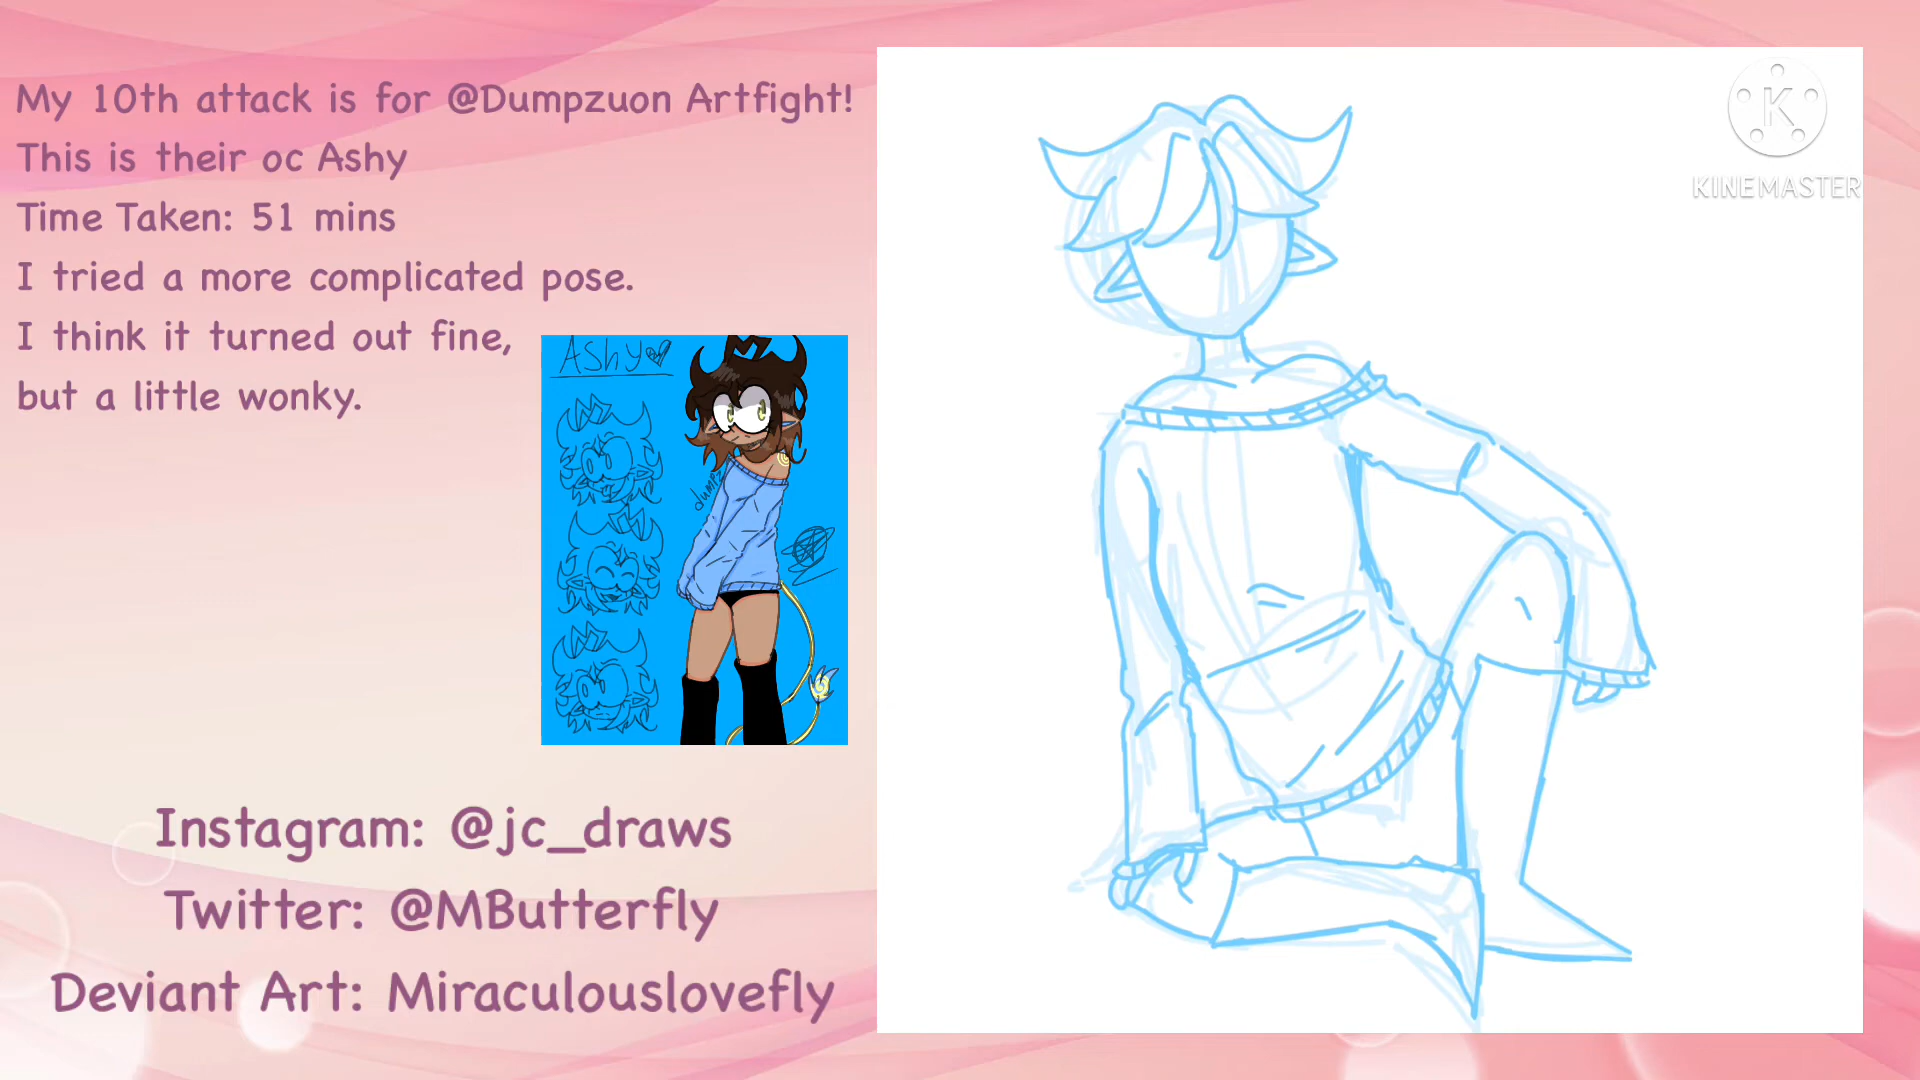 My 10th attack is for @Dumpzuon Artfight!
This is their oc Ashy
Time Taken: 51 mins
I tried a more complicated pose.
I think it turned out fine,
but a little wonky.
Ashy
dumpz
Instagram: @jc_draws
Twitter: @MButterfly
Deviant Art: Miraculouslovefly
K
KINEMASTER